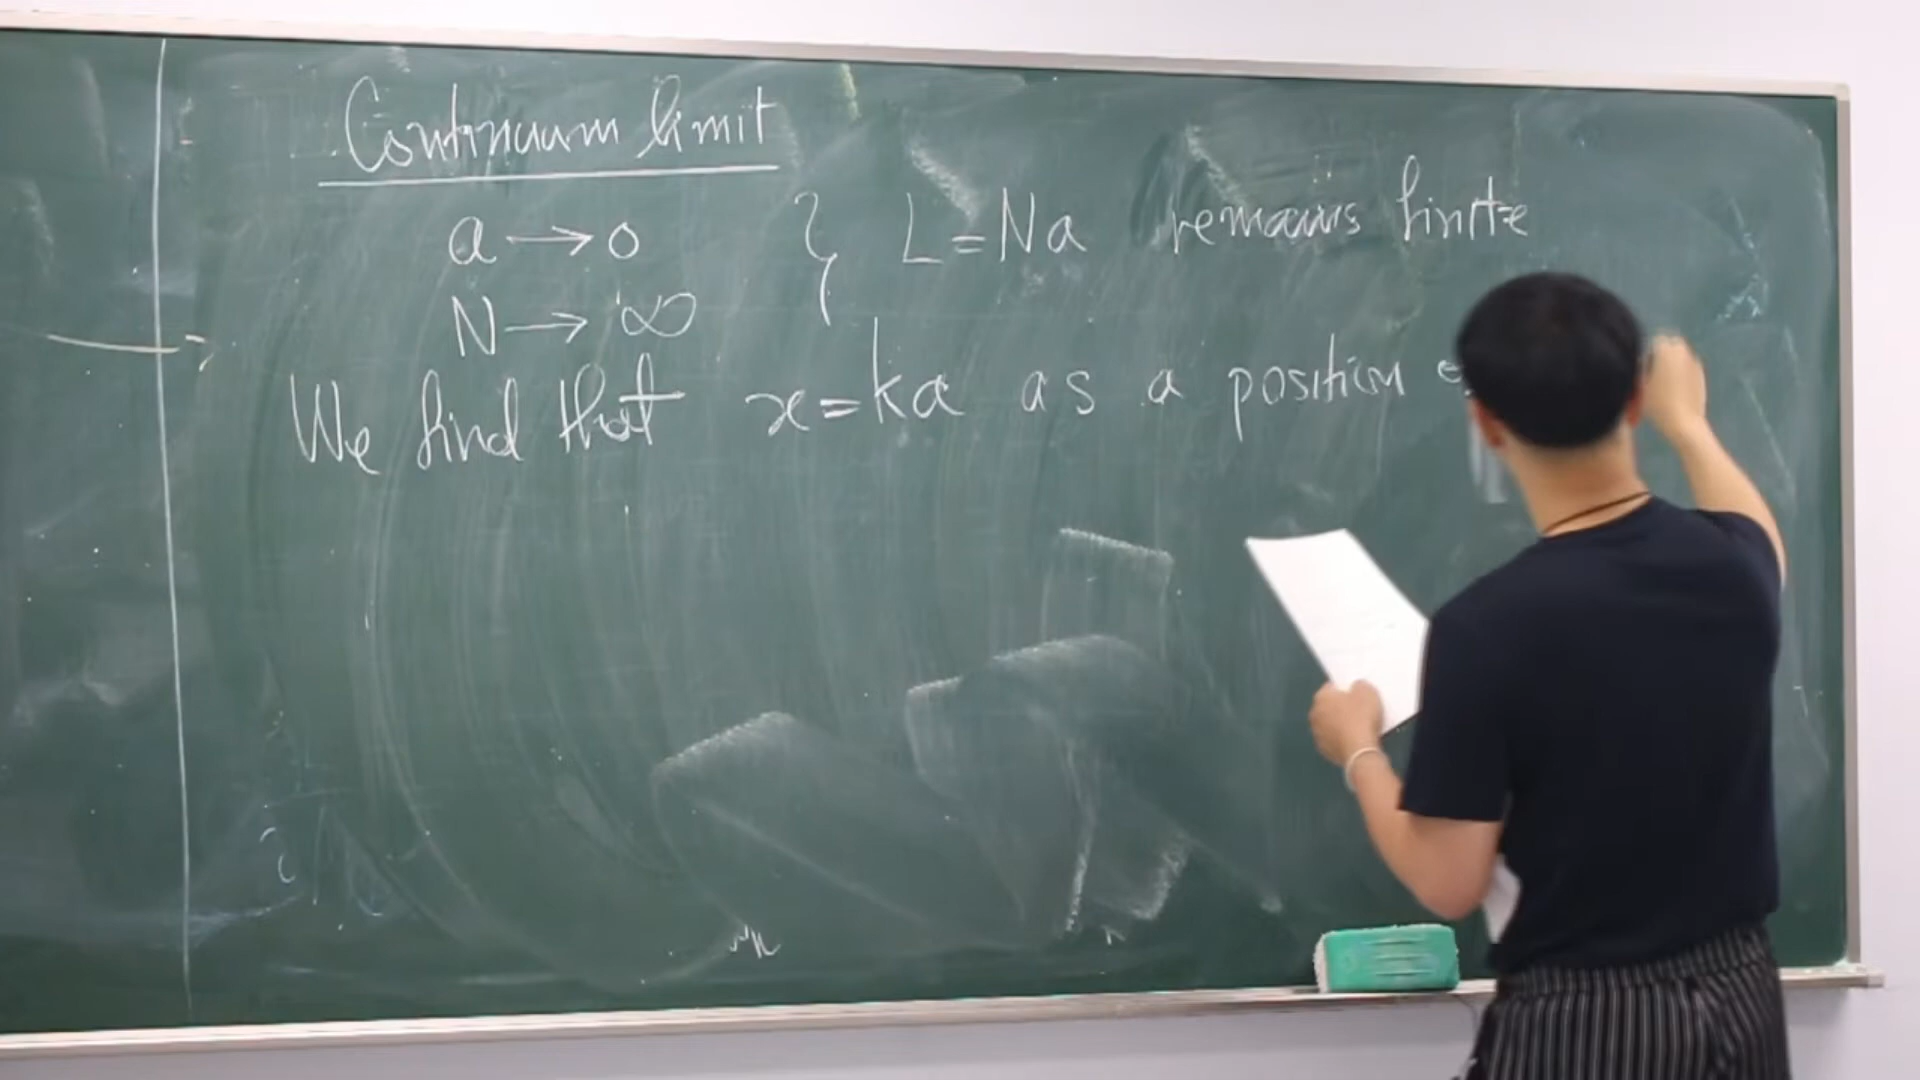 Continuum limit
a → 0
N → ∞
} L = Na remains finite
We find that x = ka as a position